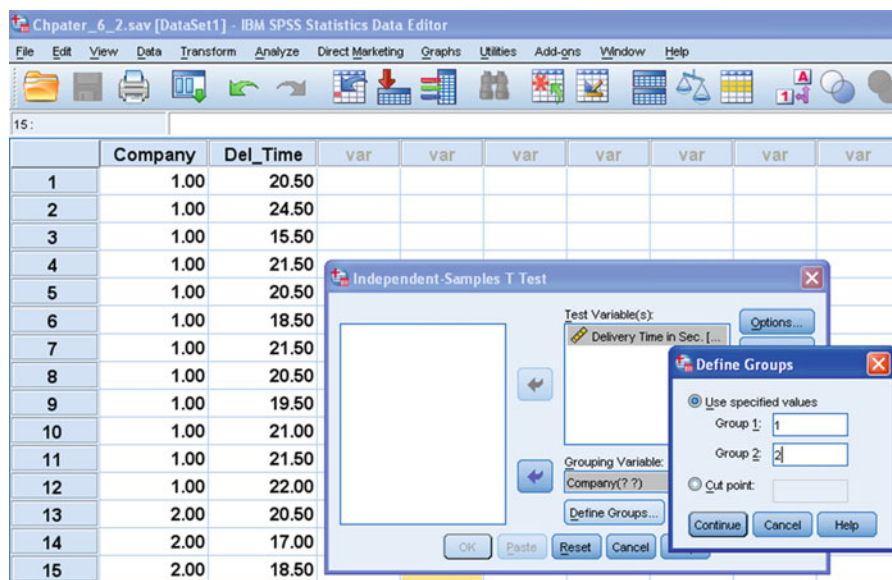 Chpater_6_2.sav [DataSet1] - IBM SPSS Statistics Data Editor
File Edit View Data Transform Analyze Direct Marketing Graphs Utilities Add-ons Window Help
15 :
Company Del_Time var var var var var var var
1 1.00 20.50
2 1.00 24.50
3 1.00 15.50
4 1.00 21.50
5 1.00 20.50
6 1.00 18.50
7 1.00 21.50
8 1.00 20.50
9 1.00 19.50
10 1.00 21.00
11 1.00 21.50
12 1.00 22.00
13 2.00 20.50
14 2.00 17.00
15 2.00 18.50
Independent-Samples T Test
Test Variable(s):
Delivery Time in Sec. [...
Options...
Grouping Variable:
Company(? ?)
Define Groups...
OK Paste Reset Cancel
Define Groups
Use specified values
Group 1: 1
Group 2: 2
Cut point:
Continue Cancel Help